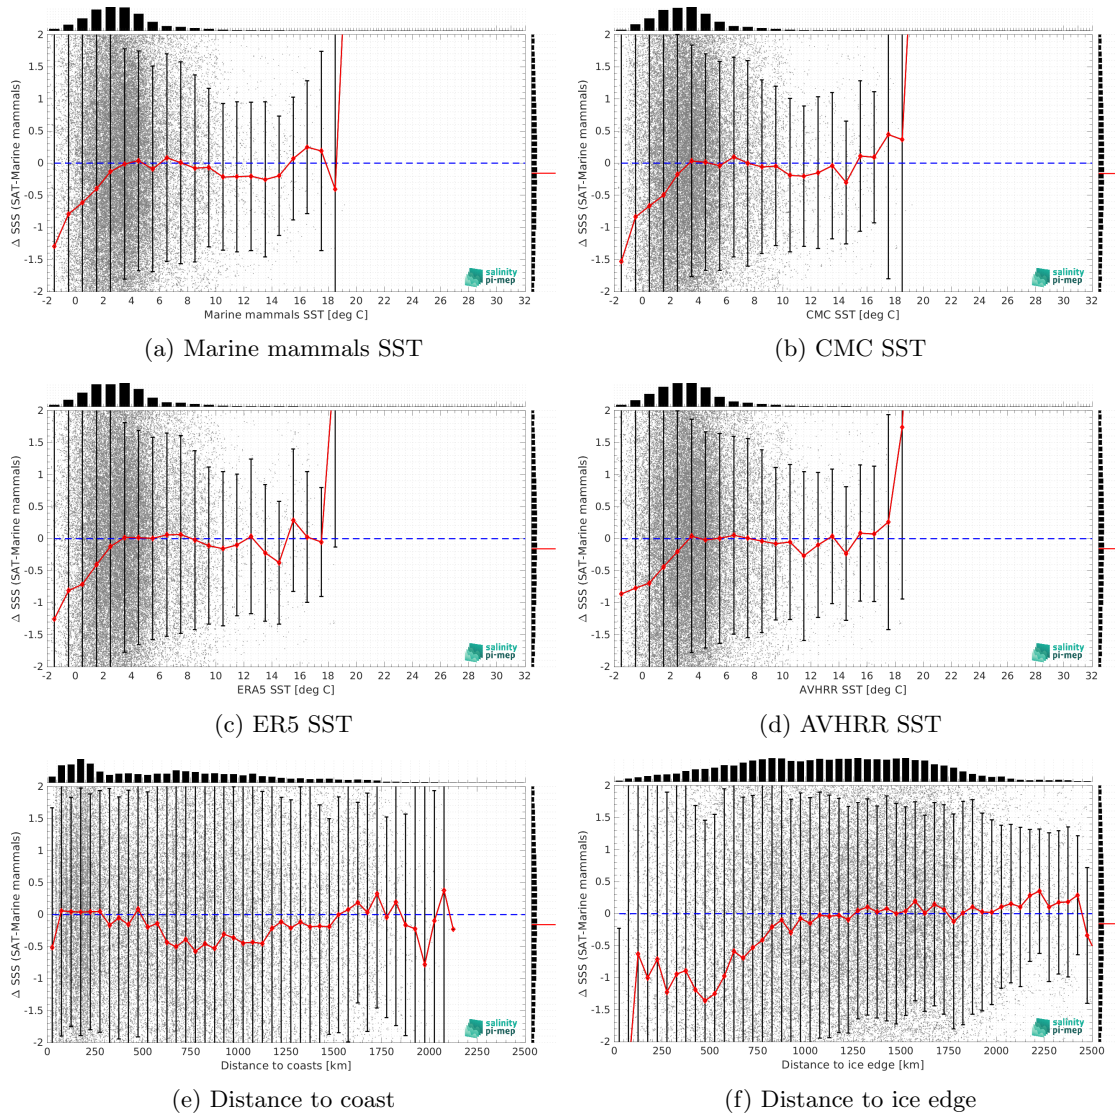 2
1.5
1
0.5
0
-0.5
-1
-1.5
-2
Δ SSS (SAT-Marine mammals)
-2 0 2 4 6 8 10 12 14 16 18 20 22 24 26 28 30 32
Marine mammals SST [deg C]
salinity
pi-mep
(a) Marine mammals SST
2
1.5
1
0.5
0
-0.5
-1
-1.5
-2
Δ SSS (SAT-Marine mammals)
-2 0 2 4 6 8 10 12 14 16 18 20 22 24 26 28 30 32
CMC SST [deg C]
salinity
pi-mep
(b) CMC SST
2
1.5
1
0.5
0
-0.5
-1
-1.5
-2
Δ SSS (SAT-Marine mammals)
-2 0 2 4 6 8 10 12 14 16 18 20 22 24 26 28 30 32
ERA5 SST [deg C]
salinity
pi-mep
(c) ER5 SST
2
1.5
1
0.5
0
-0.5
-1
-1.5
-2
Δ SSS (SAT-Marine mammals)
-2 0 2 4 6 8 10 12 14 16 18 20 22 24 26 28 30 32
AVHRR SST [deg C]
salinity
pi-mep
(d) AVHRR SST
2
1.5
1
0.5
0
-0.5
-1
-1.5
-2
Δ SSS (SAT-Marine mammals)
0 250 500 750 1000 1250 1500 1750 2000 2250 2500
Distance to coasts [km]
salinity
pi-mep
(e) Distance to coast
2
1.5
1
0.5
0
-0.5
-1
-1.5
-2
Δ SSS (SAT-Marine mammals)
0 250 500 750 1000 1250 1500 1750 2000 2250 2500
Distance to ice edge [km]
salinity
pi-mep
(f) Distance to ice edge